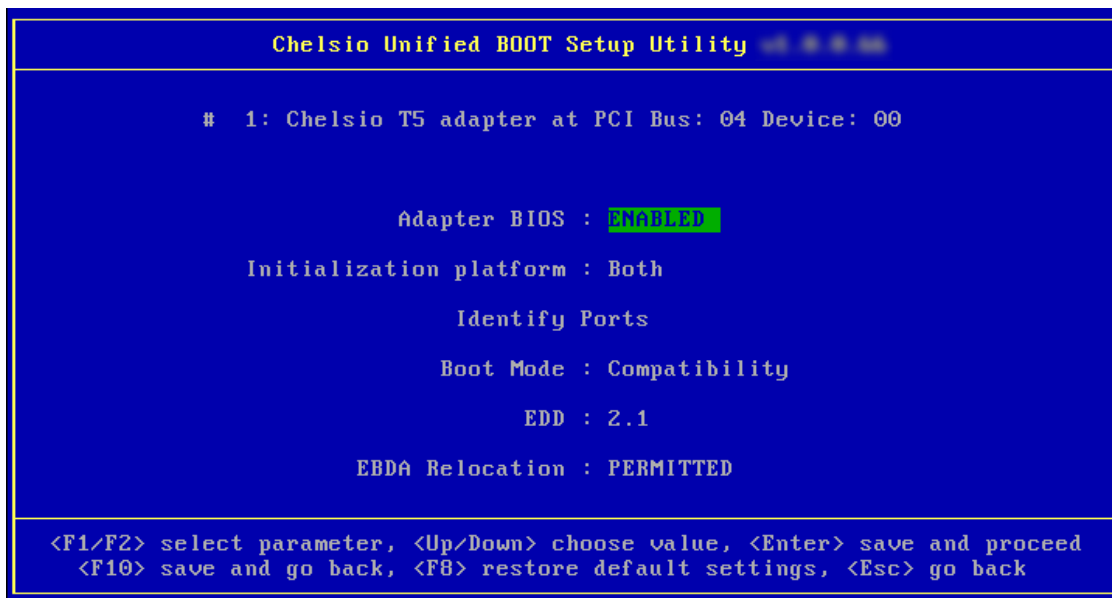 Chelsio Unified BOOT Setup Utility
# 1: Chelsio T5 adapter at PCI Bus: 04 Device: 00
Adapter BIOS : ENABLED
Initialization platform : Both
Identify Ports
Boot Mode : Compatibility
EDD : 2.1
EBDA Relocation : PERMITTED
<F1/F2> select parameter, <Up/Down> choose value, <Enter> save and proceed
<F10> save and go back, <F8> restore default settings, <Esc> go back